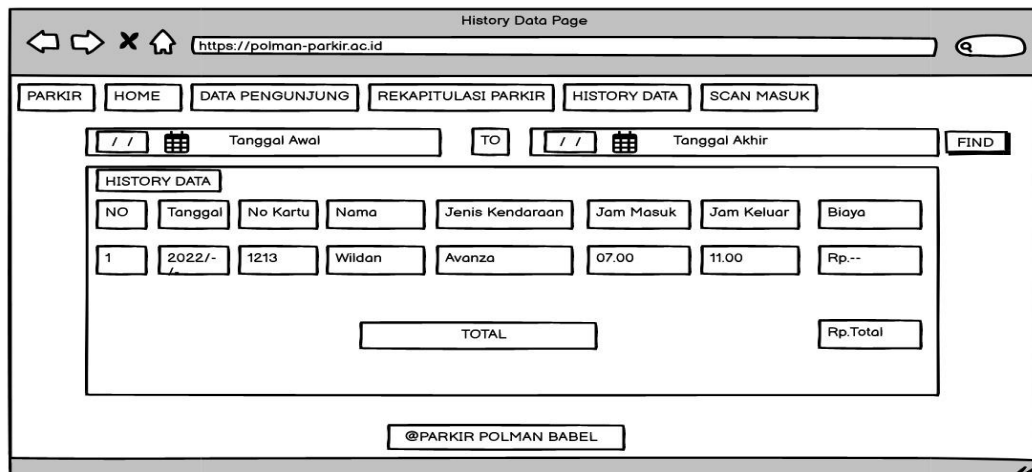 History Data Page
https://polman-parkir.ac.id
PARKIR HOME DATA PENGUNJUNG REKAPITULASI PARKIR HISTORY DATA SCAN MASUK
/ / Tanggal Awal TO / / Tanggal Akhir FIND
HISTORY DATA
NO Tanggal No Kartu Nama Jenis Kendaraan Jam Masuk Jam Keluar Biaya
1 2022/- 1213 Wildan Avanza 07.00 11.00 Rp.--
/-
TOTAL Rp.Total
@PARKIR POLMAN BABEL